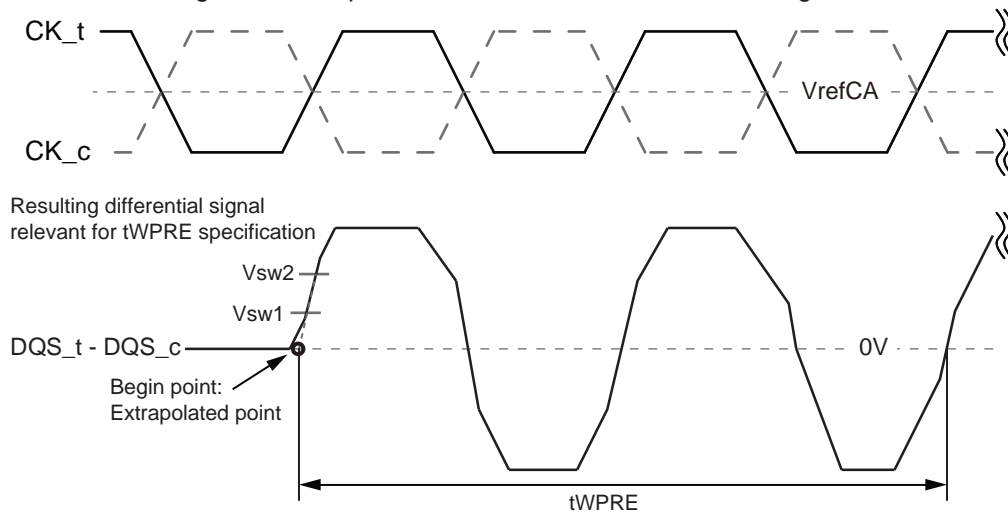 CK_t
VrefCA
CK_c
Resulting differential signal
relevant for tWPRE specification
Vsw2
Vsw1
DQS_t - DQS_c
0V
Begin point:
Extrapolated point
tWPRE